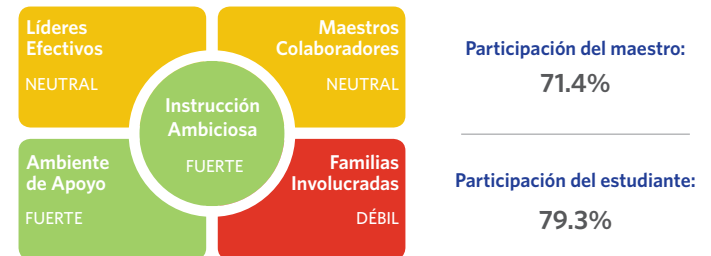 Líderes
Efectivos
NEUTRAL
Maestros
Colaboradores
NEUTRAL
Instrucción
Ambiciosa
FUERTE
Ambiente
de Apoyo
FUERTE
Familias
Involucradas
DÉBIL
Participación del maestro:
71.4%
Participación del estudiante:
79.3%